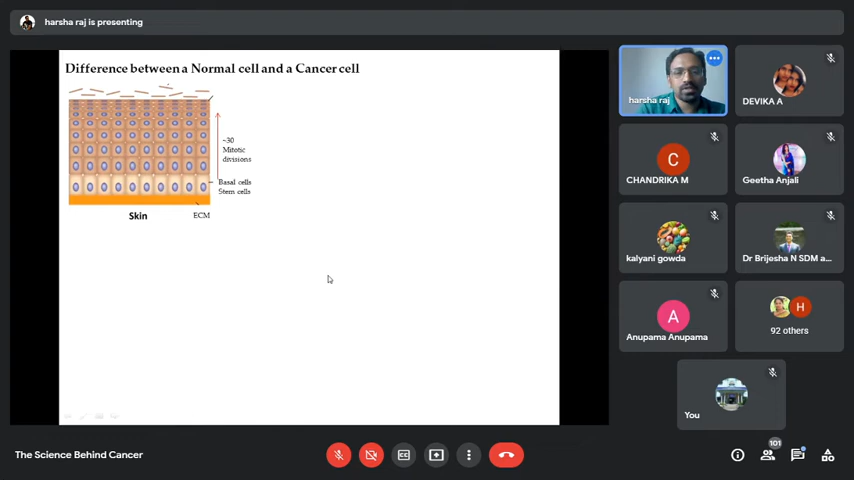 harsha raj is presenting
Difference between a Normal cell and a Cancer cell
~30
Mitotic
divisions
Basal cells
Stem cells
ECM
Skin
harsha raj
DEVIKA A
C
CHANDRIKA M
Geetha Anjali
kalyani gowda
Dr Brijesha N SDM a...
A
Anupama Anupama
H
92 others
You
The Science Behind Cancer
CC
101